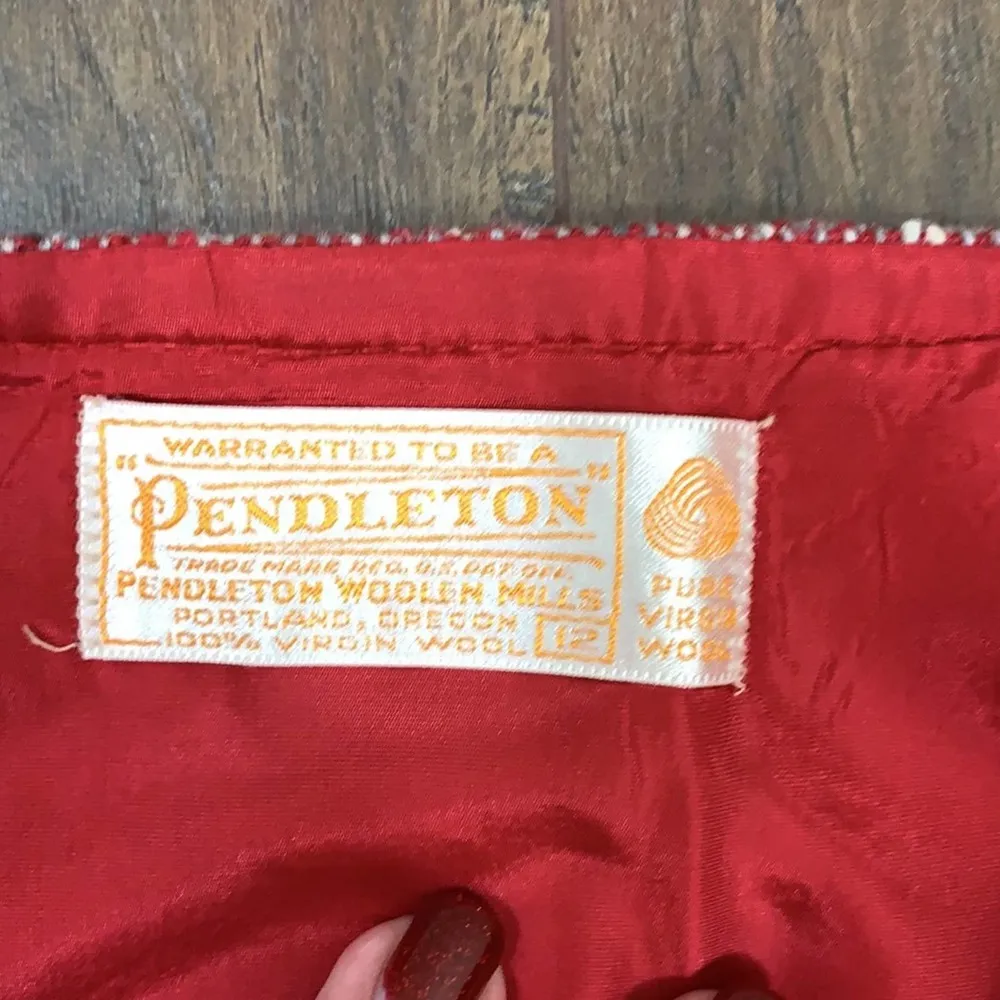 WARRANTED TO BE A
"PENDLETON"
TRADE MARK REG. U.S. PAT. OFF.
PENDLETON WOOLEN MILLS
PORTLAND, OREGON
100% VIRGIN WOOL 12
PURE
VIRGIN
WOOL